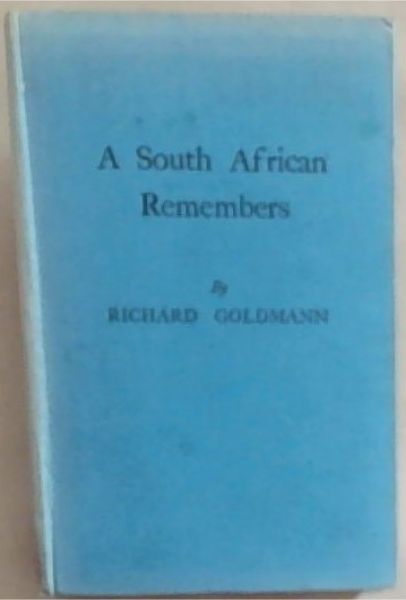 A South African
Remembers
By
RICHARD GOLDMANN